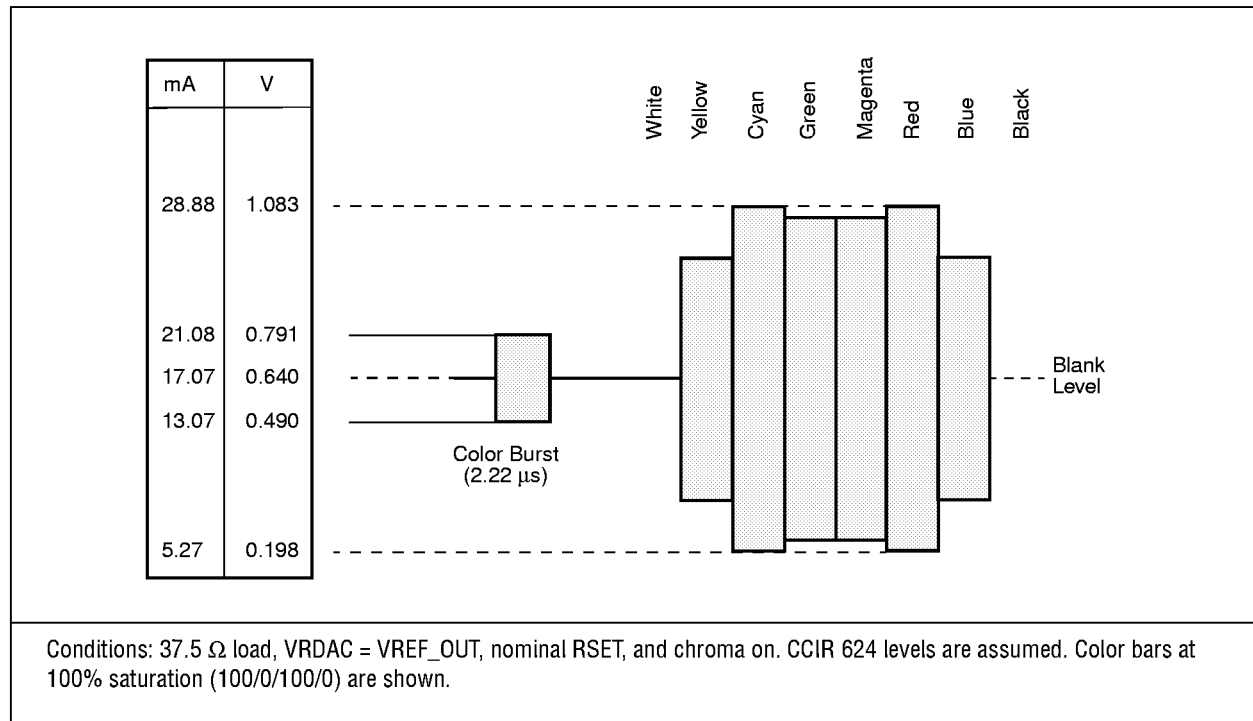 mA V
White
Yellow
Cyan
Green
Magenta
Red
Blue
Black
28.88 1.083
21.08 0.791
17.07 0.640
13.07 0.490
5.27 0.198
Blank
Level
Color Burst
(2.22 µs)
Conditions: 37.5 Ω load, VRDAC = VREF_OUT, nominal RSET, and chroma on. CCIR 624 levels are assumed. Color bars at
100% saturation (100/0/100/0) are shown.